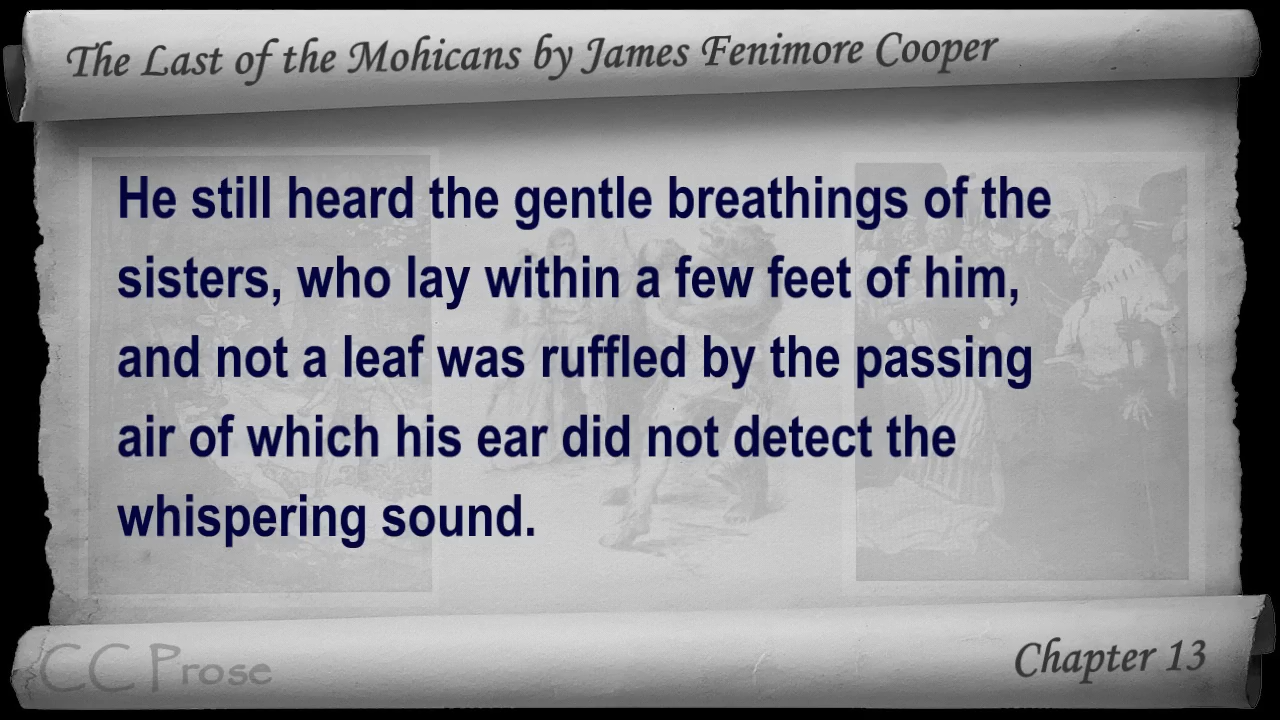 The Last of the Mohicans by James Fenimore Cooper
He still heard the gentle breathings of the
sisters, who lay within a few feet of him,
and not a leaf was ruffled by the passing
air of which his ear did not detect the
whispering sound.
CC Prose
Chapter 13